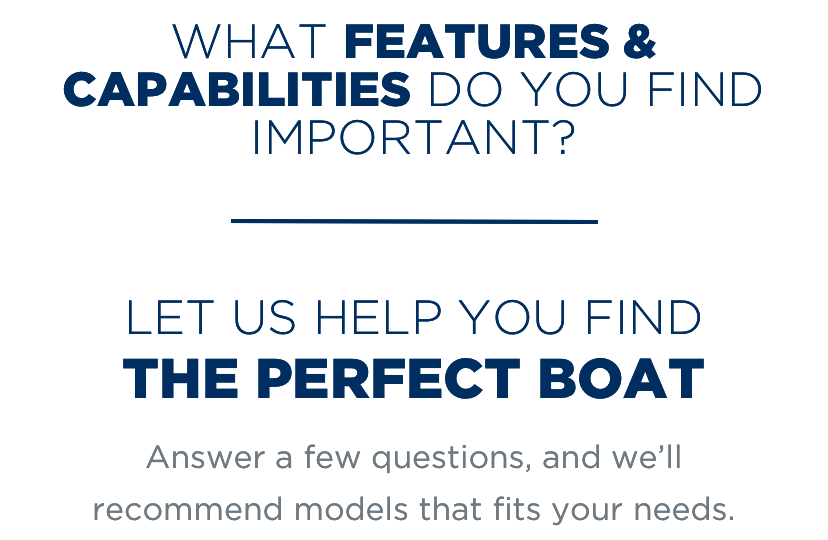 WHAT FEATURES &
CAPABILITIES DO YOU FIND
IMPORTANT?
LET US HELP YOU FIND
THE PERFECT BOAT
Answer a few questions, and we’ll
recommend models that fits your needs.